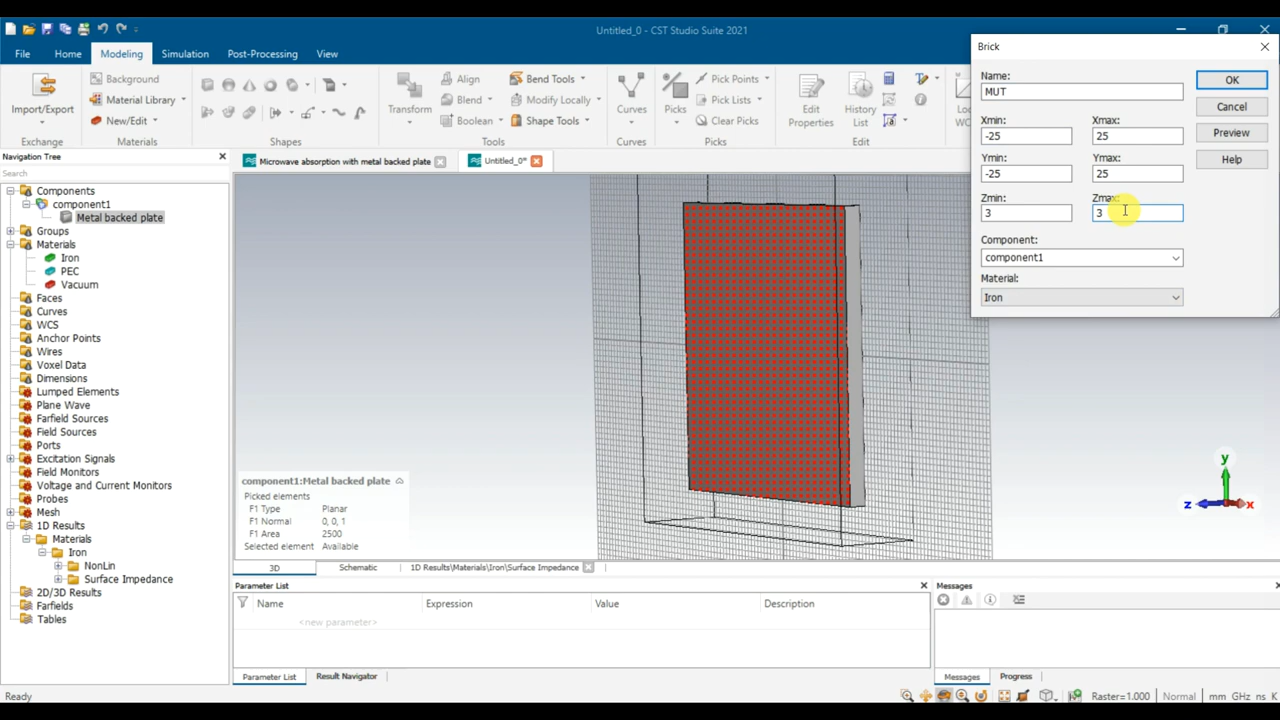 Untitled_0 - CST Studio Suite 2021
File
Home
Modeling
Simulation
Post-Processing
View
Import/Export
Exchange
Background
Material Library
New/Edit
Materials
Shapes
Transform
Align
Blend
Boolean
Bend Tools
Modify Locally
Shape Tools
Tools
Curves
Curves
Picks
Pick Points
Pick Lists
Clear Picks
Picks
Edit
Properties
History
List
Edit
Navigation Tree
Search
Components
component1
Metal backed plate
Groups
Materials
Iron
PEC
Vacuum
Faces
Curves
WCS
Anchor Points
Wires
Voxel Data
Dimensions
Lumped Elements
Plane Wave
Farfield Sources
Field Sources
Ports
Excitation Signals
Field Monitors
Voltage and Current Monitors
Probes
Mesh
1D Results
Materials
Iron
NonLin
Surface Impedance
2D/3D Results
Farfields
Tables
Microwave absorption with metal backed plate
Untitled_0*
component1:Metal backed plate
Picked elements
F1 Type Planar
F1 Normal 0, 0, 1
F1 Area 2500
Selected element Available
y
z
x
3D
Schematic
1D Results\Materials\Iron\Surface Impedance
Parameter List
Name
Expression
Value
Description
<new parameter>
Parameter List
Result Navigator
Messages
Messages
Progress
Brick
Name:
MUT
OK
Cancel
Xmin:
Xmax:
-25
25
Preview
Ymin:
Ymax:
Help
-25
25
Zmin:
3
3
Component:
component1
Material:
Iron
Ready
Raster=1.000
Normal
mm GHz ns K